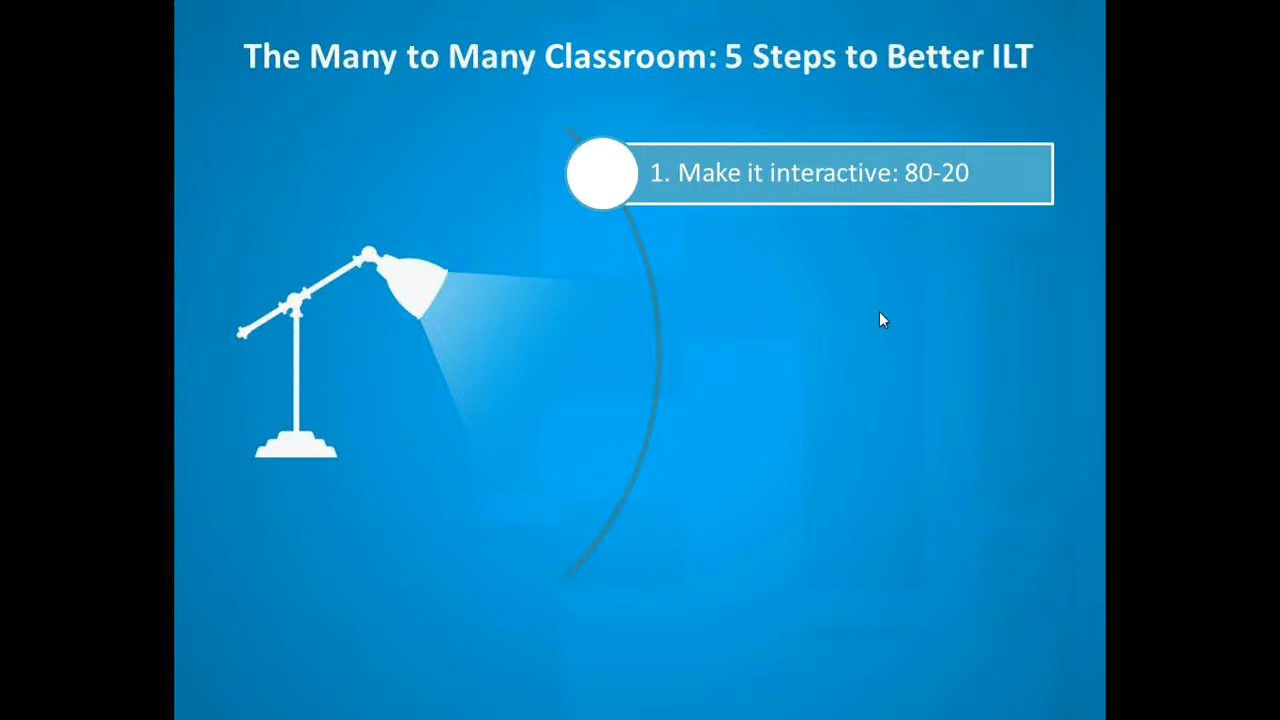 The Many to Many Classroom: 5 Steps to Better ILT
1. Make it interactive: 80-20